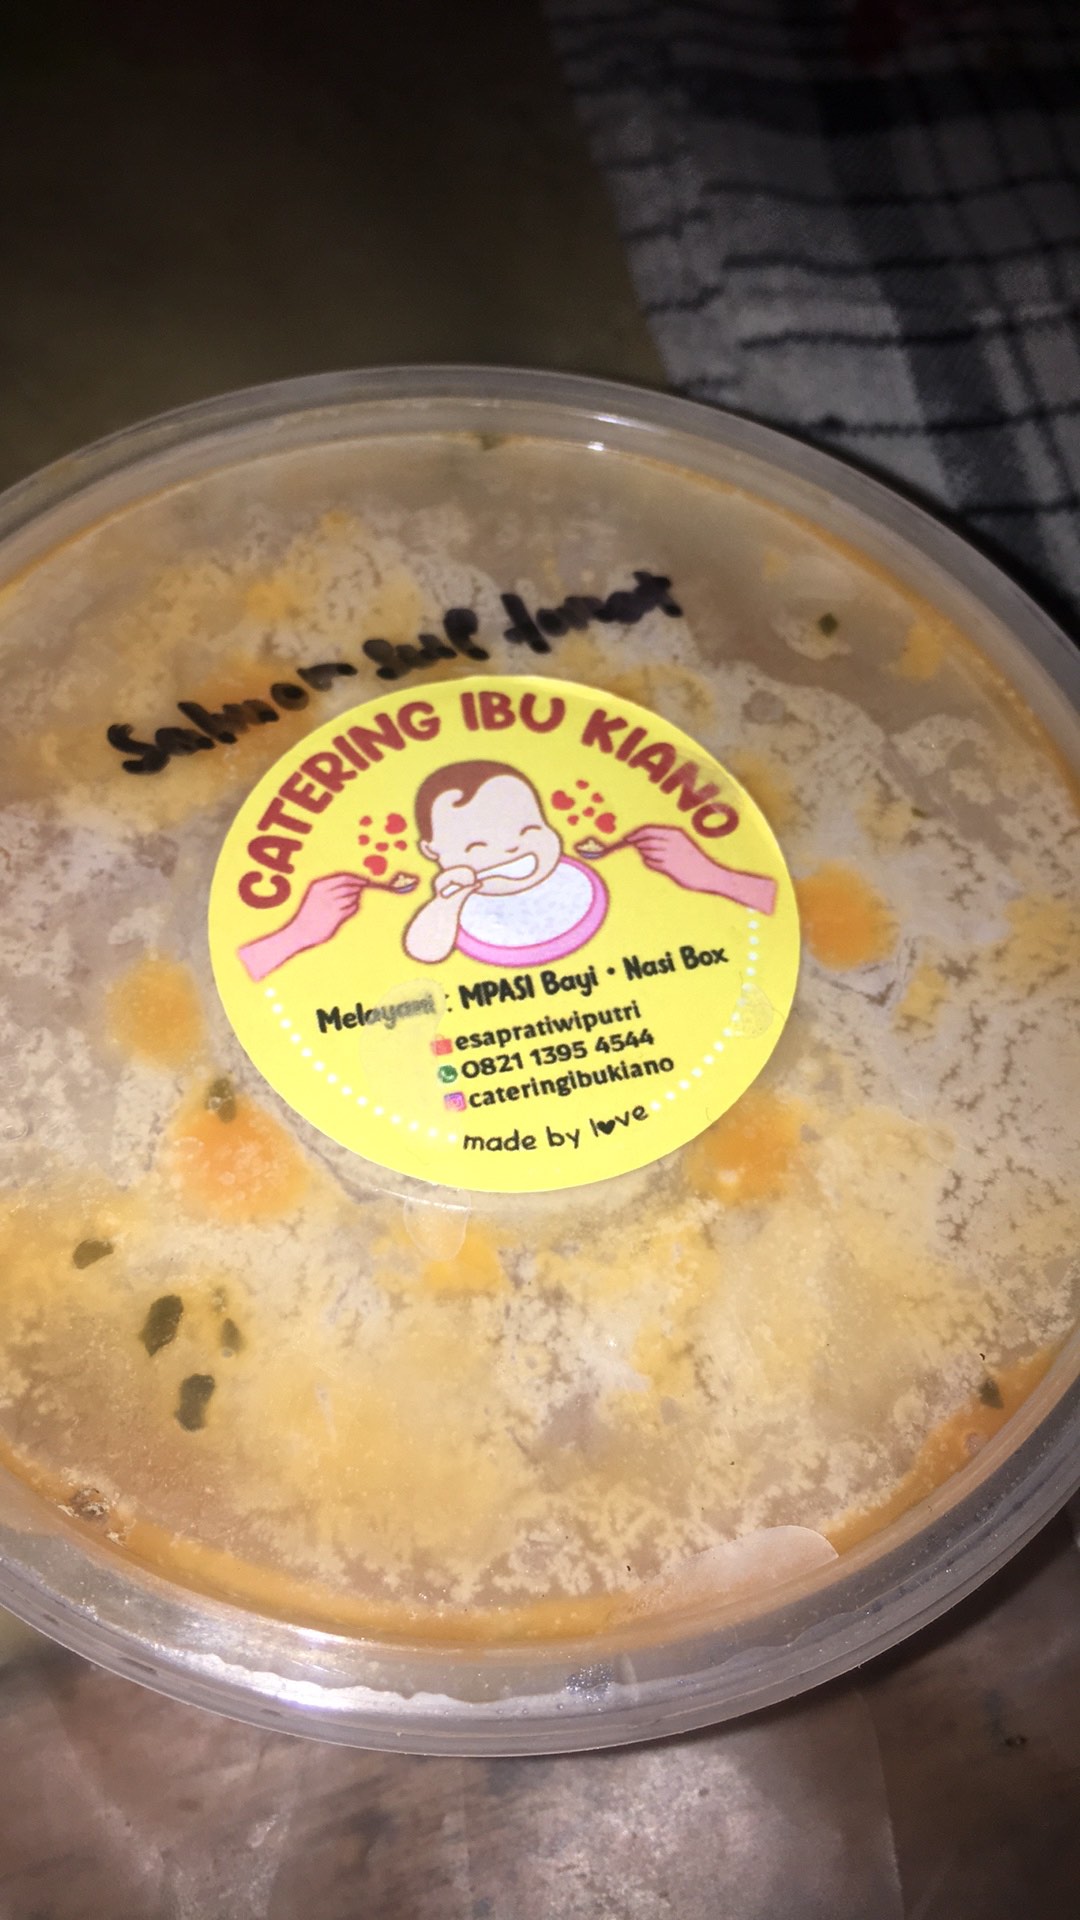 Salmon saus tomat
CATERING IBU KIANO
Melayani : MPASI Bayi • Nasi Box
esapratiwiputri
0821 1395 4544
cateringibukiano
made by love